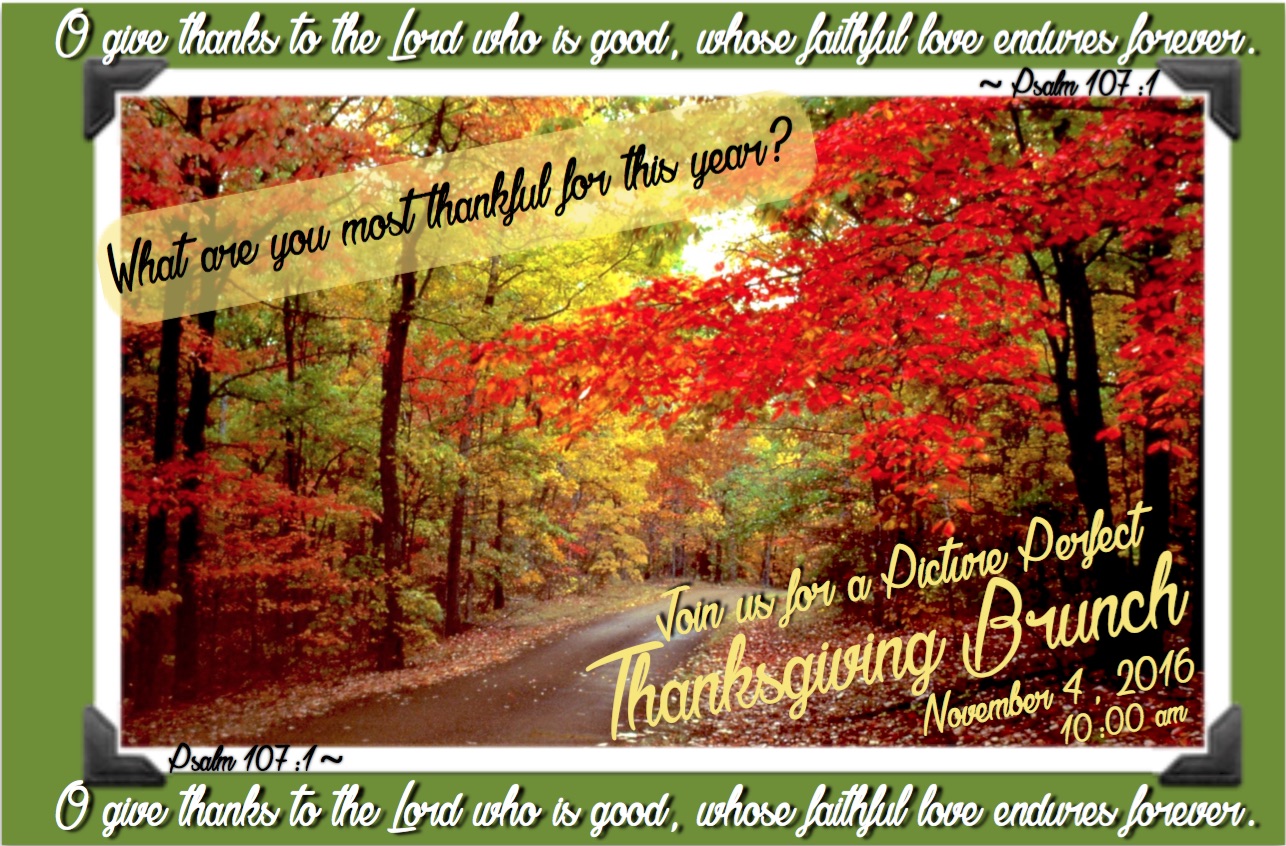 O give thanks to the Lord who is good, whose faithful love endures forever.
~ Psalm 107 :1
What are you most thankful for this year?
Join us for a Picture Perfect
Thanksgiving Brunch
November 4 , 2016
10:00 am
Psalm 107 :1 ~
O give thanks to the Lord who is good, whose faithful love endures forever.